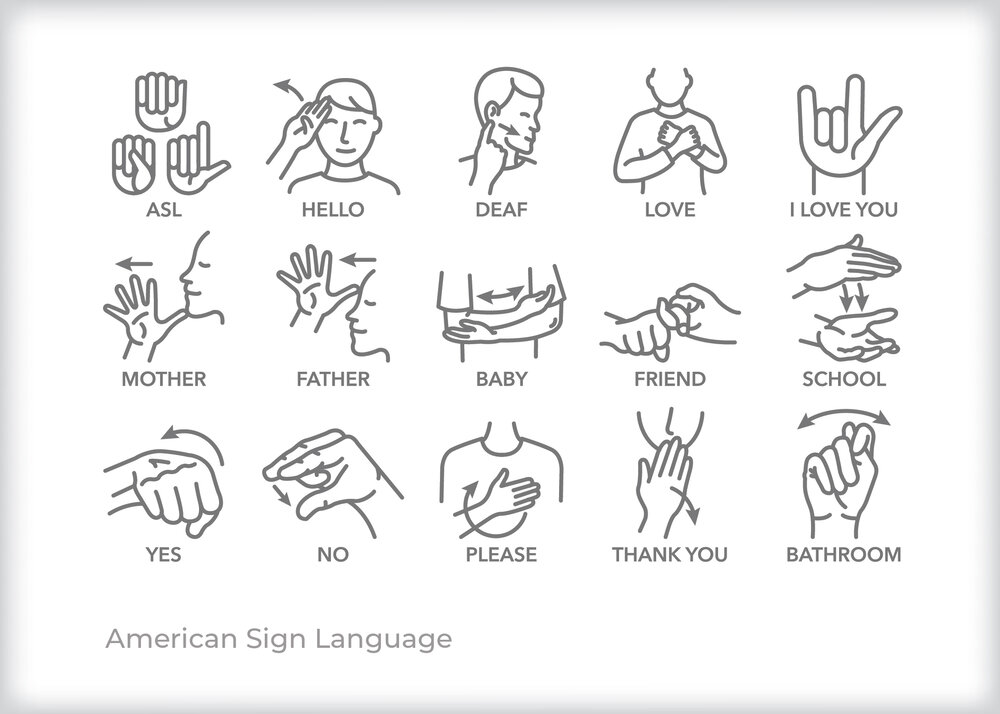 ASL
HELLO
DEAF
LOVE
I LOVE YOU
MOTHER
FATHER
BABY
FRIEND
SCHOOL
YES
NO
PLEASE
THANK YOU
BATHROOM
American Sign Language